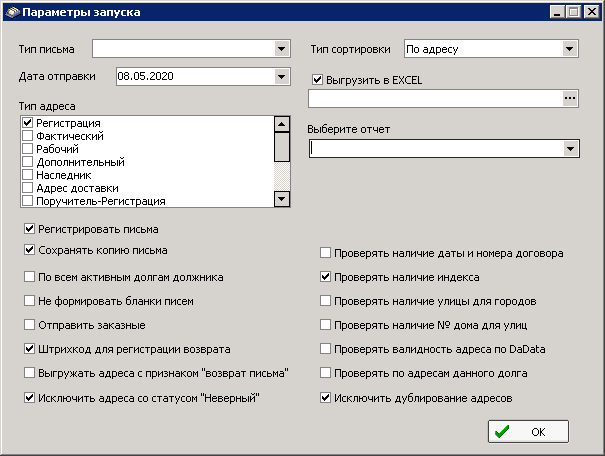 Параметры запуска
Тип письма
Тип сортировки По адресу
Дата отправки 08.05.2020
Выгрузить в EXCEL
...
Тип адреса
Регистрация
Фактический
Рабочий
Дополнительный
Наследник
Адрес доставки
Поручитель-Регистрация
Выберите отчет
Регистрировать письма
Сохранять копию письма
По всем активным долгам должника
Не формировать бланки писем
Отправить заказные
Штрихкод для регистрации возврата
Выгружать адреса с признаком "возврат письма"
Исключить адреса со статусом "Неверный"
Проверять наличие даты и номера договора
Проверять наличие индекса
Проверять наличие улицы для городов
Проверять наличие № дома для улиц
Проверять валидность адреса по DaData
Проверять по адресам данного долга
Исключить дублирование адресов
OK